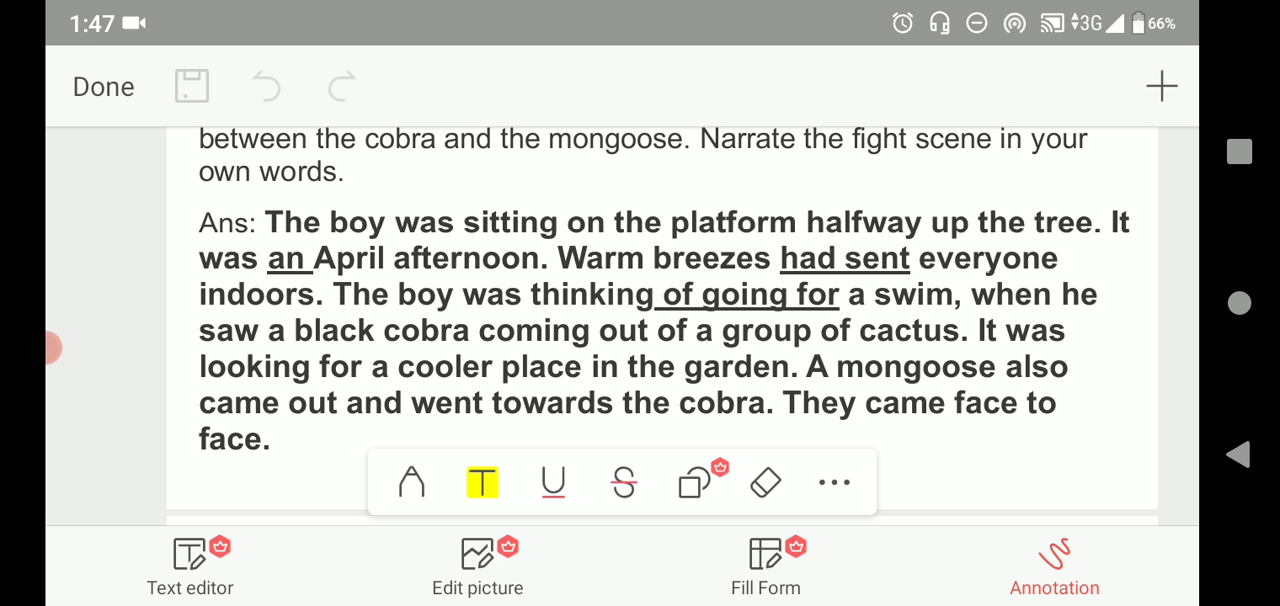 1:47
3G 66%
Done
between the cobra and the mongoose. Narrate the fight scene in your
own words.
Ans: The boy was sitting on the platform halfway up the tree. It
was an April afternoon. Warm breezes had sent everyone
indoors. The boy was thinking of going for a swim, when he
saw a black cobra coming out of a group of cactus. It was
looking for a cooler place in the garden. A mongoose also
came out and went towards the cobra. They came face to
face.
T U S
Text editor Edit picture Fill Form Annotation